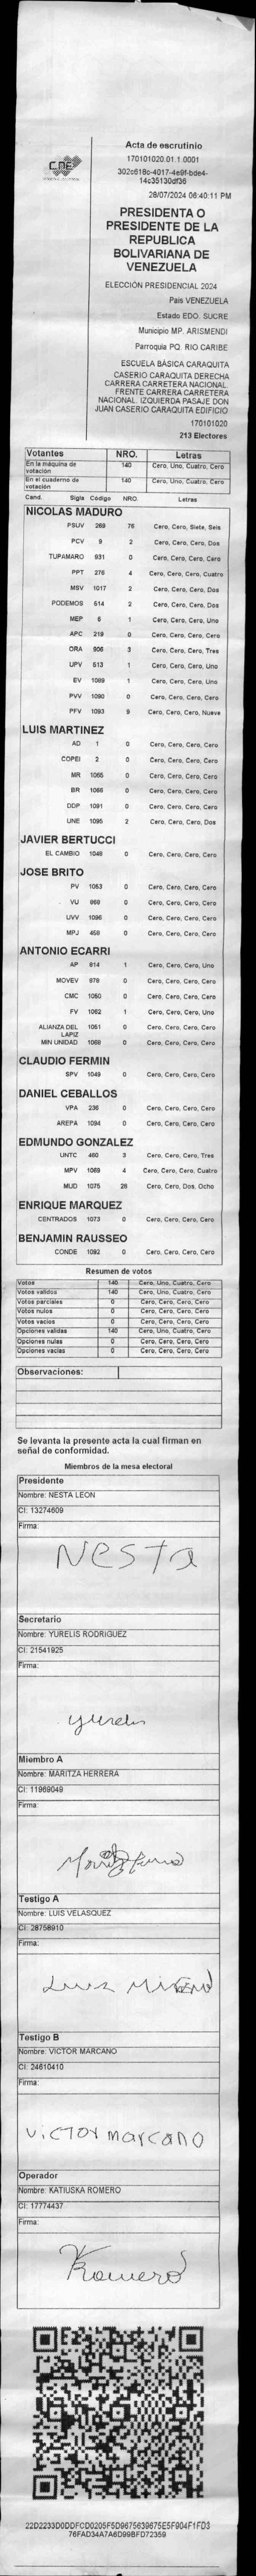 Acta de escrutinio
170101020.01.1.0001
302c618c-4017-4e9f-bde4-
14c35130df36
28/07/2024 06:40:11 PM
CNE
PRESIDENTA O
PRESIDENTE DE LA
REPUBLICA
BOLIVARIANA DE
VENEZUELA
ELECCIÓN PRESIDENCIAL 2024
País VENEZUELA
Estado EDO. SUCRE
Municipio MP. ARISMENDI
Parroquia PQ. RIO CARIBE
ESCUELA BÁSICA CARAQUITA
CASERIO CARAQUITA DERECHA
CARRERA CARRETERA NACIONAL.
FRENTE CARRERA CARRETERA
NACIONAL. IZQUIERDA PASAJE DON
JUAN CASERIO CARAQUITA EDIFICIO
170101020
213 Electores
Votantes NRO. Letras
En la máquina de votación 140 Cero, Uno, Cuatro, Cero
En el cuaderno de votación 140 Cero, Uno, Cuatro, Cero
Cand. Sigla Código NRO. Letras
NICOLAS MADURO
PSUV 269 76 Cero, Cero, Siete, Seis
PCV 9 2 Cero, Cero, Cero, Dos
TUPAMARO 931 0 Cero, Cero, Cero, Cero
PPT 276 4 Cero, Cero, Cero, Cuatro
MSV 1017 2 Cero, Cero, Cero, Dos
PODEMOS 614 2 Cero, Cero, Cero, Dos
MEP 6 1 Cero, Cero, Cero, Uno
APC 219 0 Cero, Cero, Cero, Cero
ORA 906 3 Cero, Cero, Cero, Tres
UPV 613 1 Cero, Cero, Cero, Uno
EV 1089 1 Cero, Cero, Cero, Uno
PVV 1090 0 Cero, Cero, Cero, Cero
PFV 1093 9 Cero, Cero, Cero, Nueve
LUIS MARTINEZ
AD 1 0 Cero, Cero, Cero, Cero
COPEI 2 0 Cero, Cero, Cero, Cero
MR 1065 0 Cero, Cero, Cero, Cero
BR 1066 0 Cero, Cero, Cero, Cero
DDP 1091 0 Cero, Cero, Cero, Cero
UNE 1095 2 Cero, Cero, Cero, Dos
JAVIER BERTUCCI
EL CAMBIO 1048 0 Cero, Cero, Cero, Cero
JOSE BRITO
PV 1053 0 Cero, Cero, Cero, Cero
VU 969 0 Cero, Cero, Cero, Cero
UVV 1096 0 Cero, Cero, Cero, Cero
MPJ 459 0 Cero, Cero, Cero, Cero
ANTONIO ECARRI
AP 814 1 Cero, Cero, Cero, Uno
MOVEV 978 0 Cero, Cero, Cero, Cero
CMC 1050 0 Cero, Cero, Cero, Cero
FV 1062 1 Cero, Cero, Cero, Uno
ALIANZA DEL LAPIZ 1051 0 Cero, Cero, Cero, Cero
MIN UNIDAD 1069 0 Cero, Cero, Cero, Cero
CLAUDIO FERMIN
SPV 1049 0 Cero, Cero, Cero, Cero
DANIEL CEBALLOS
VPA 236 0 Cero, Cero, Cero, Cero
AREPA 1094 0 Cero, Cero, Cero, Cero
EDMUNDO GONZALEZ
UNTC 460 3 Cero, Cero, Cero, Tres
MPV 1069 4 Cero, Cero, Cero, Cuatro
MUD 1075 28 Cero, Cero, Dos, Ocho
ENRIQUE MARQUEZ
CENTRADOS 1073 0 Cero, Cero, Cero, Cero
BENJAMIN RAUSSEO
CONDE 1092 0 Cero, Cero, Cero, Cero
Resumen de votos
Votos 140 Cero, Uno, Cuatro, Cero
Votos validos 140 Cero, Uno, Cuatro, Cero
Votos parciales 0 Cero, Cero, Cero, Cero
Votos nulos 0 Cero, Cero, Cero, Cero
Votos vacios 0 Cero, Cero, Cero, Cero
Opciones validas 140 Cero, Uno, Cuatro, Cero
Opciones nulas 0 Cero, Cero, Cero, Cero
Opciones vacias 0 Cero, Cero, Cero, Cero
Observaciones:
Se levanta la presente acta la cual firman en
señal de conformidad.
Miembros de la mesa electoral
Presidente
Nombre: NESTA LEON
CI: 13274609
Firma:
Nesta
Secretario
Nombre: YURELIS RODRIGUEZ
CI: 21541925
Firma:
yurelis
Miembro A
Nombre: MARITZA HERRERA
CI: 11969049
Firma:
Testigo A
Nombre: LUIS VELASQUEZ
CI: 28758910
Firma:
Luis
Testigo B
Nombre: VICTOR MARCANO
CI: 24610410
Firma:
Victor marcano
Operador
Nombre: KATIUSKA ROMERO
CI: 17774437
Firma:
KRomero
22D2233D0DDFCD0205F5D9675639675E5F904F1FD3
76FAD34A7A6D99BFD72359